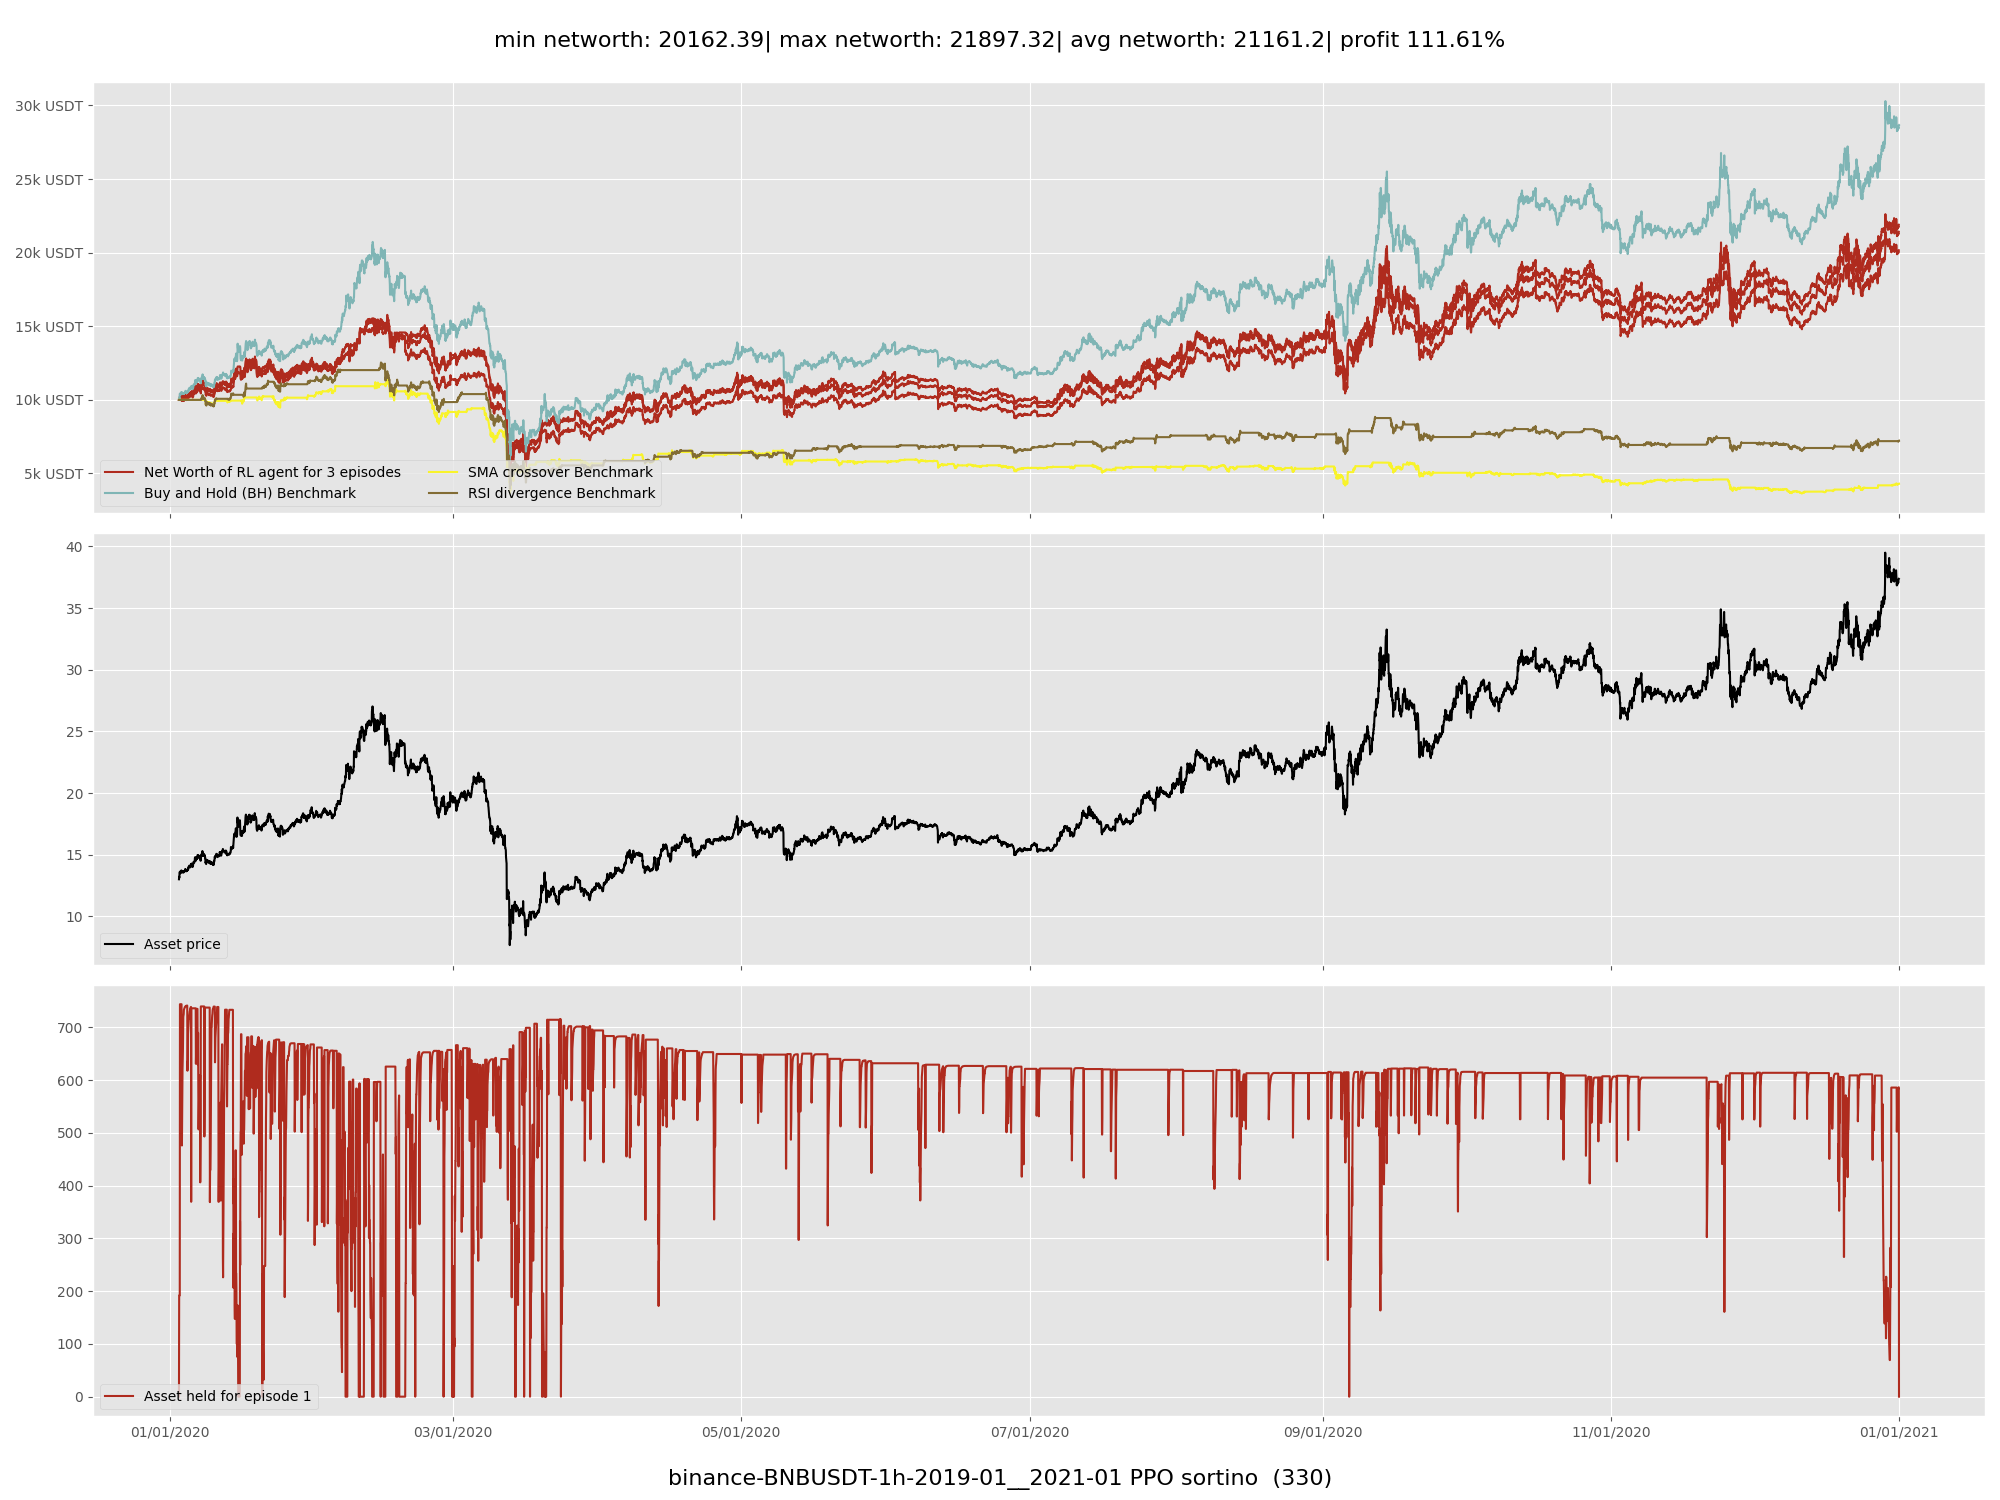 min networth: 20162.39| max networth: 21897.32| avg networth: 21161.2| profit 111.61%
30k USDT
25k USDT
20k USDT
15k USDT
10k USDT
5k USDT
Net Worth of RL agent for 3 episodes
Buy and Hold (BH) Benchmark
SMA crossover Benchmark
RSI divergence Benchmark
40
35
30
25
20
15
10
Asset price
700
600
500
400
300
200
100
0
Asset held for episode 1
01/01/2020
03/01/2020
05/01/2020
07/01/2020
09/01/2020
11/01/2020
01/01/2021
binance-BNBUSDT-1h-2019-01__2021-01 PPO sortino  (330)